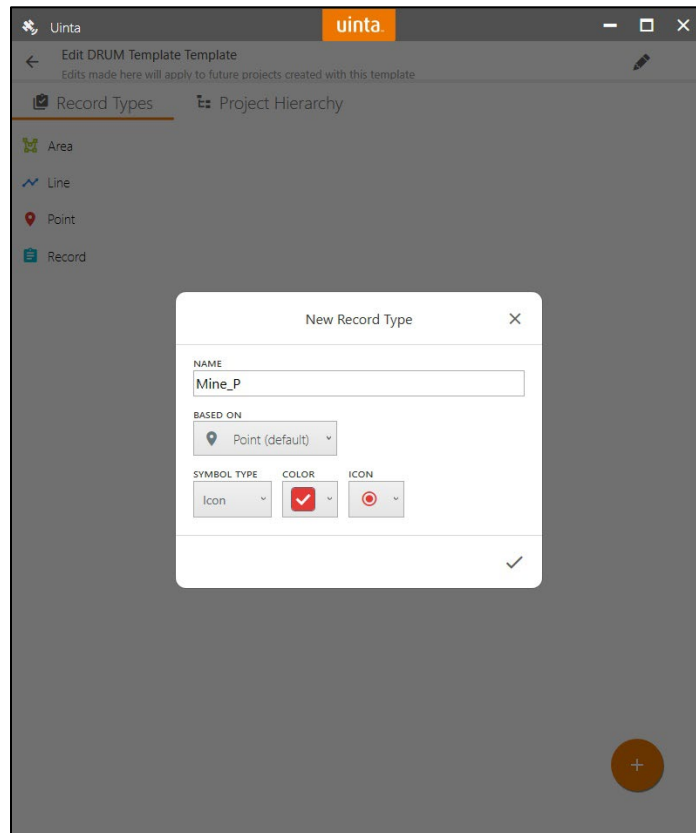 Uinta
uinta.
Edit DRUM Template Template
Edits made here will apply to future projects created with this template
Record Types
Project Hierarchy
Area
Line
Point
Record
New Record Type
NAME
Mine_P
BASED ON
Point (default)
SYMBOL TYPE COLOR ICON
Icon